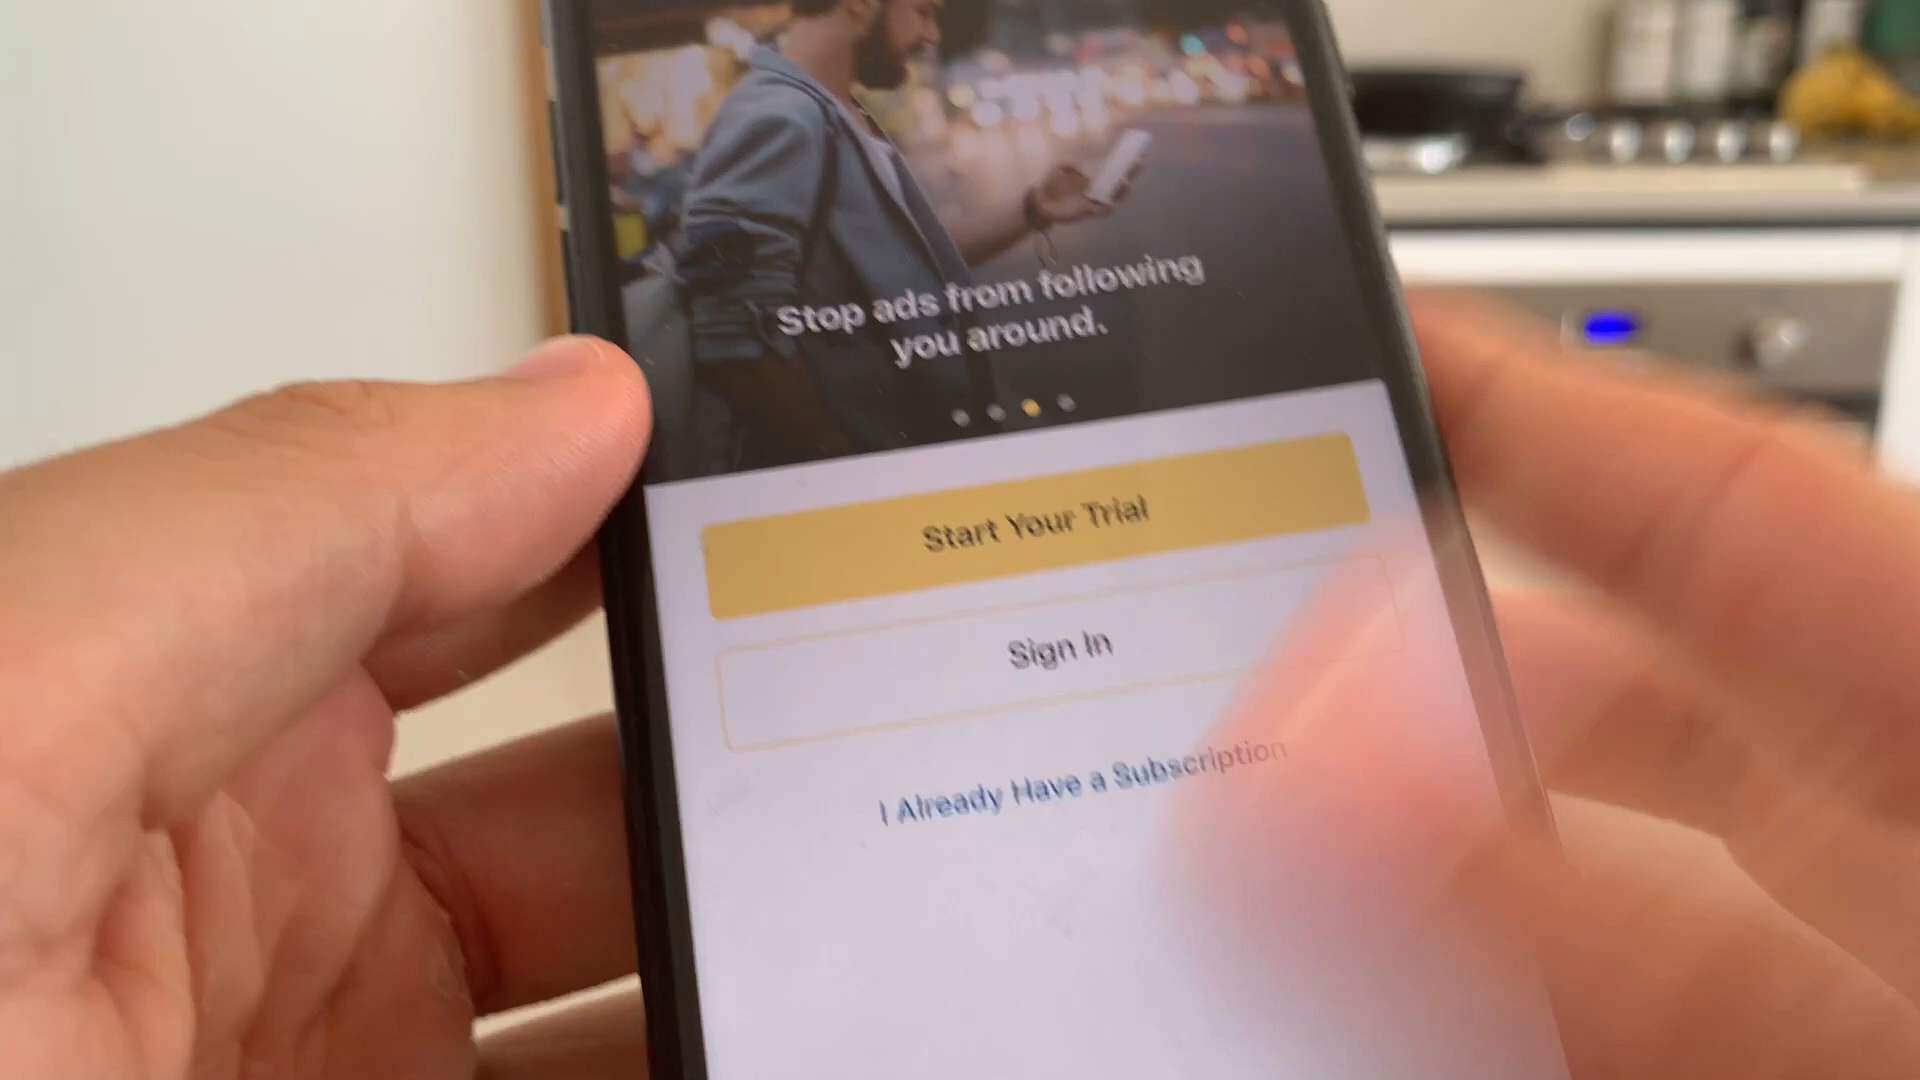 Stop ads from following
you around.
Start Your Trial
Sign In
I Already Have a Subscription